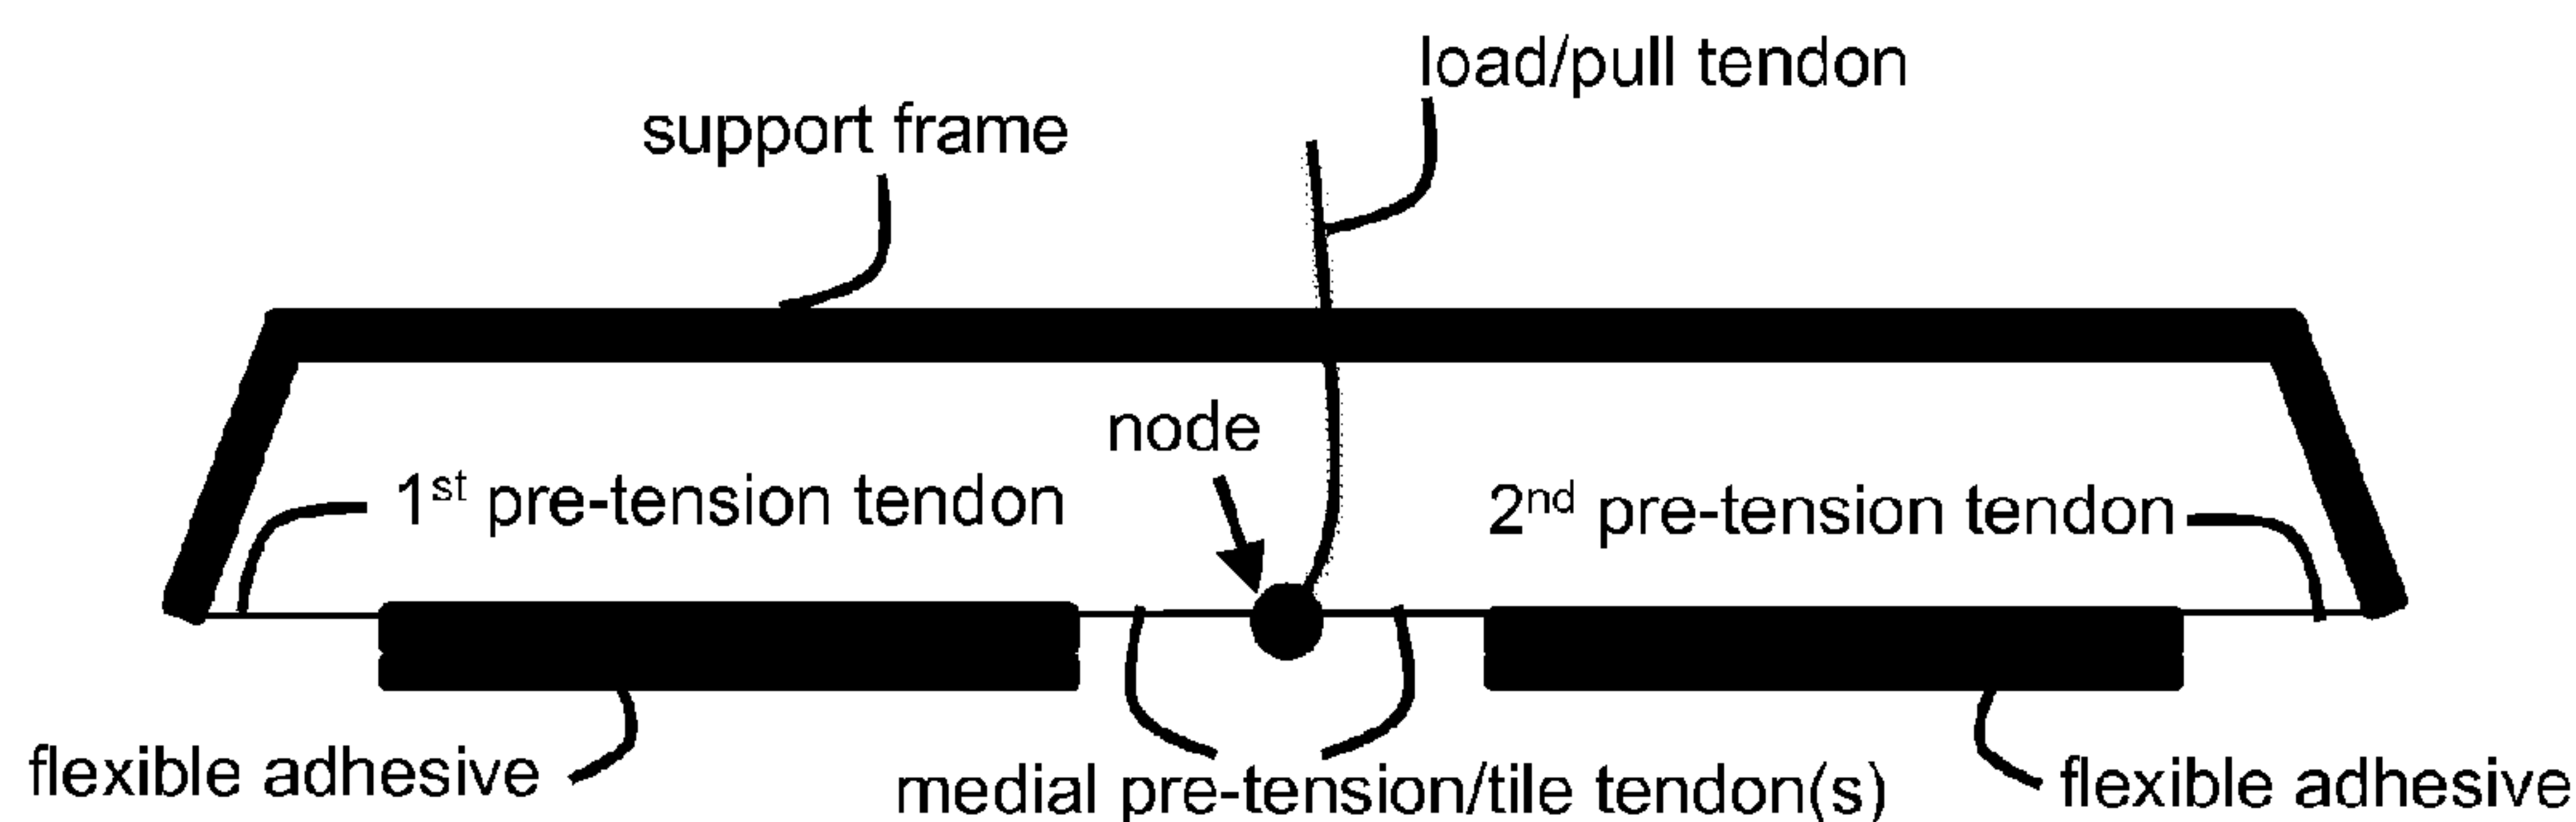 load/pull tendon
support frame
node
1st pre-tension tendon
2nd pre-tension tendon
flexible adhesive
medial pre-tension/tile tendon(s)
flexible adhesive